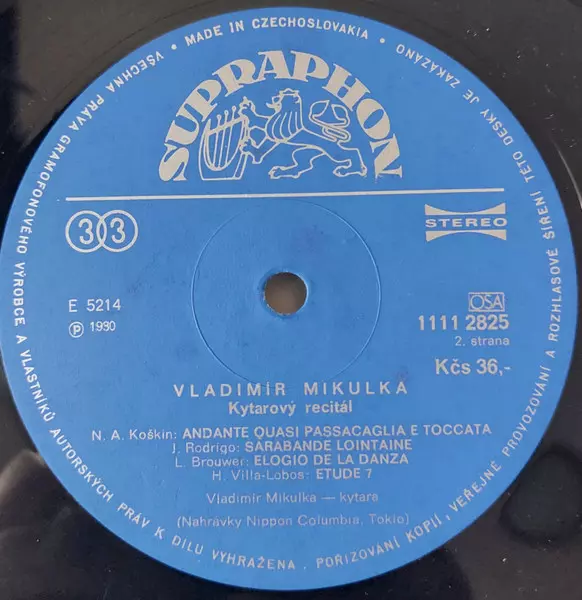 VŠECHNA PRÁVA GRAMOFONOVÉHO VÝROBCE A VLASTNÍKŮ AUTORSKÝCH PRÁV K DÍLU VYHRAŽENA. POŘIZOVÁNÍ KOPIÍ, VEŘEJNÉ PROVOZOVÁNÍ A ROZHLASOVÉ ŠÍŘENÍ TÉTO DESKY JE ZAKÁZÁNO
• MADE IN CZECHOSLOVAKIA •
SUPRAPHON
33
STEREO
E 5214
OSA
Ⓟ 1980
1111 2825
2. strana
Kčs 36,-
VLADIMÍR MIKULKA
Kytarový recitál
N. A. Koškin: ANDANTE QUASI PASSACAGLIA E TOCCATA
J. Rodrigo: SARABANDE LOINTAINE
L. Brouwer: ELOGIO DE LA DANZA
H. Villa-Lobos: ETUDE 7
Vladimír Mikulka — kytara
(Nahrávky Nippon Columbia, Tokio)